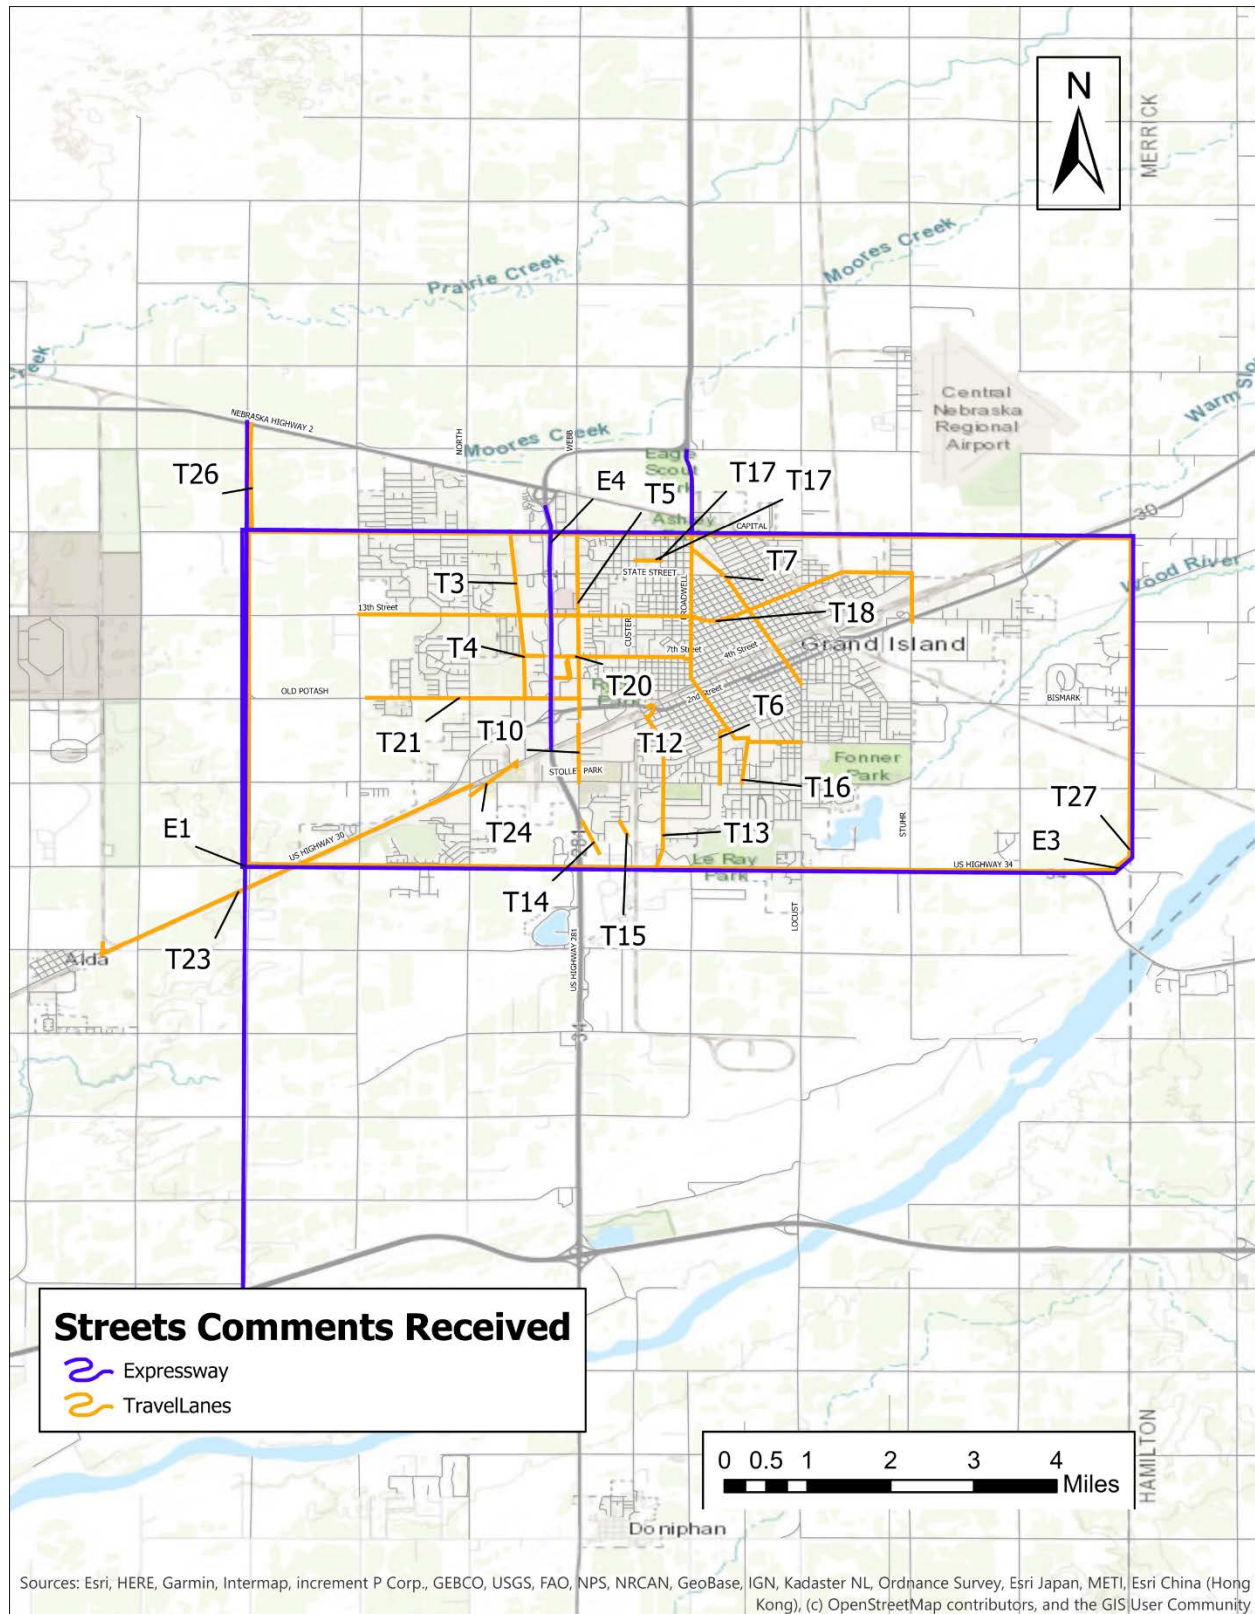 N
MERRICK
Moores Creek
Prairie Creek
Central
Nebraska
Regional
Airport
Creek
NEBRASKA HIGHWAY 2
NORTH
WEBB
Moores Creek
Eagle
Scout
T26
E4
T5
T17
T17
CAPITAL
30
Wood River
T3
STATE STREET
T7
BROADWELL
13th Street
CUSTER
T18
T4
7th Street
4th Street
Grand Island
T20
OLD POTASH
2nd Street
BISMARK
T21
T10
T12
T6
STOLLEY PARK
Fonner
Park
T16
T27
T24
T13
STUHR
E1
US HIGHWAY 30
281
Le Ray
Park
E3
US HIGHWAY 34
34
T14
T15
LOCUST
T23
Alda
US HIGHWAY 281
34
Streets Comments Received
Expressway
TravelLanes
HAMILTON
0 0.5 1 2 3 4
Miles
Doniphan
Sources: Esri, HERE, Garmin, Intermap, increment P Corp., GEBCO, USGS, FAO, NPS, NRCAN, GeoBase, IGN, Kadaster NL, Ordnance Survey, Esri Japan, METI, Esri China (Hong
Kong), (c) OpenStreetMap contributors, and the GIS User Community